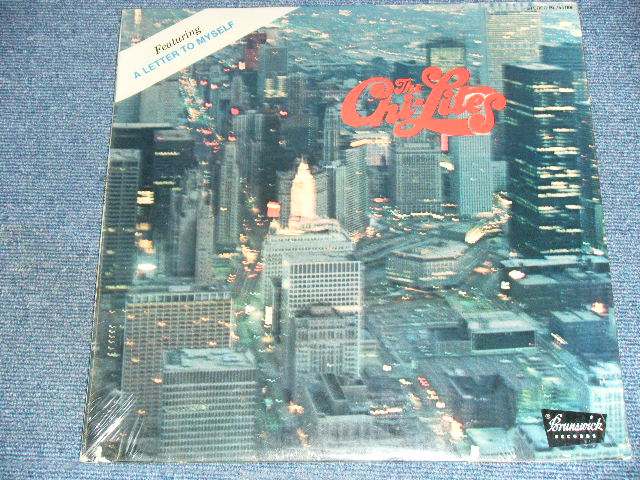 Featuring
A LETTER TO MYSELF
The
Chi-Lites
Brunswick
RECORDS